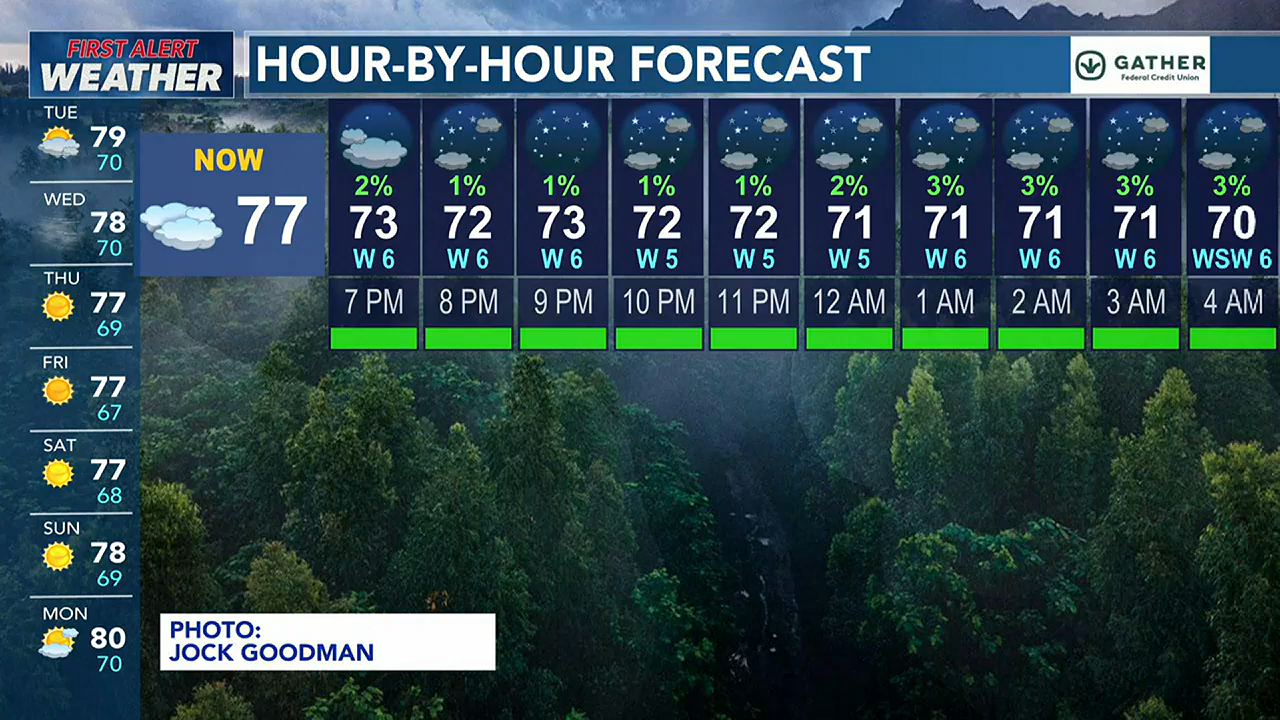 FIRST ALERT
WEATHER
HOUR-BY-HOUR FORECAST
GATHER
Federal Credit Union
TUE
79
70
WED
78
70
THU
77
69
FRI
77
67
SAT
77
68
SUN
78
69
MON
80
70
NOW
77
2% 1% 1% 1% 1% 2% 3% 3% 3% 3%
73 72 73 72 72 71 71 71 71 70
W 6 W 6 W 6 W 5 W 5 W 5 W 6 W 6 W 6 WSW 6
7 PM 8 PM 9 PM 10 PM 11 PM 12 AM 1 AM 2 AM 3 AM 4 AM
PHOTO:
JOCK GOODMAN